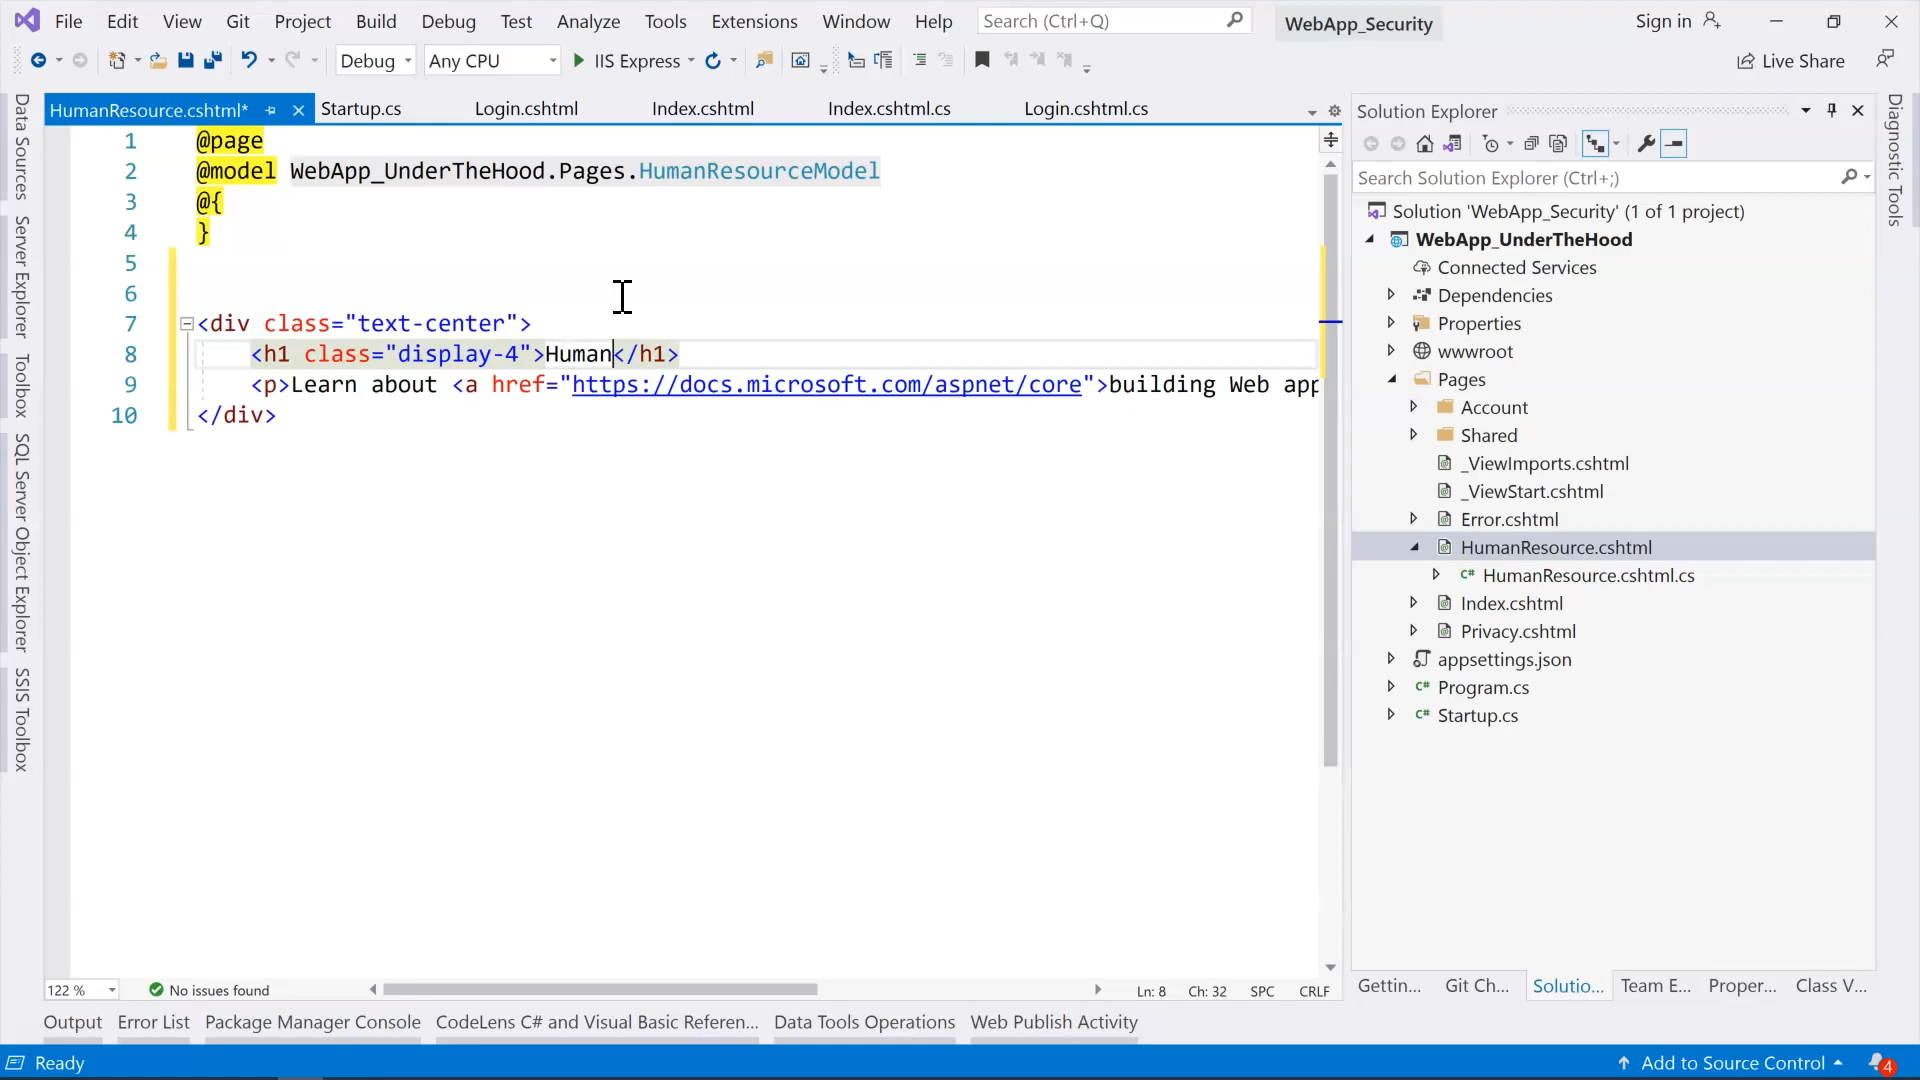 File Edit View Git Project Build Debug Test Analyze Tools Extensions Window Help Search (Ctrl+Q) WebApp_Security Sign in
Debug Any CPU IIS Express Live Share
HumanResource.cshtml* Startup.cs Login.cshtml Index.cshtml Index.cshtml.cs Login.cshtml.cs
Data Sources
Server Explorer
Toolbox
SQL Server Object Explorer
SSIS Toolbox
1 @page
2 @model WebApp_UnderTheHood.Pages.HumanResourceModel
3 @{
4 }
5
6
7 <div class="text-center">
8 <h1 class="display-4">Human</h1>
9 <p>Learn about <a href="https://docs.microsoft.com/aspnet/core">building Web app
10 </div>
122 % No issues found Ln: 8 Ch: 32 SPC CRLF
Solution Explorer
Search Solution Explorer (Ctrl+;)
Solution 'WebApp_Security' (1 of 1 project)
WebApp_UnderTheHood
Connected Services
Dependencies
Properties
wwwroot
Pages
Account
Shared
_ViewImports.cshtml
_ViewStart.cshtml
Error.cshtml
HumanResource.cshtml
C# HumanResource.cshtml.cs
Index.cshtml
Privacy.cshtml
appsettings.json
C# Program.cs
C# Startup.cs
Gettin... Git Ch... Solutio... Team E... Proper... Class V...
Diagnostic Tools
Output Error List Package Manager Console CodeLens C# and Visual Basic Referen... Data Tools Operations Web Publish Activity
Ready Add to Source Control 4